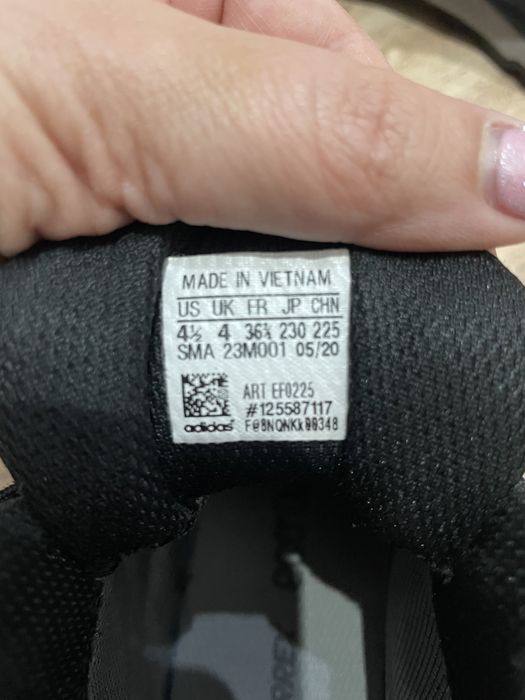 MADE IN VIETNAM
US UK FR JP CHN
4½ 4 36⅔ 230 225
SMA 23M001 05/20
ART EF0225
#125587117
adidas F@8NQNKk00348